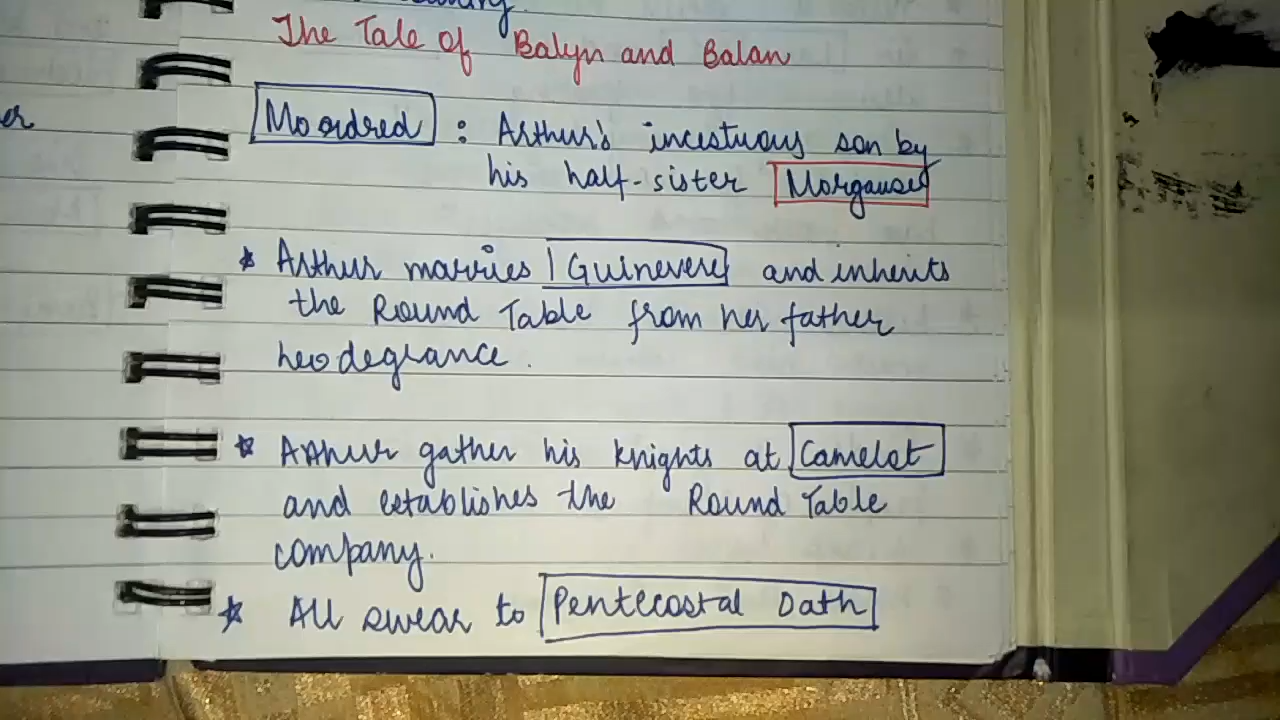 The Tale of Balyn and Balan
er
Moordred : Arthur's incestuous son by
his half-sister Morgause
* Arthur marries Guinevere and inherits
the Round Table from her father
Leodegrance.
* Arthur gather his knights at Camelot
and establishes the Round Table
company.
* All swear to Pentecostal Oath